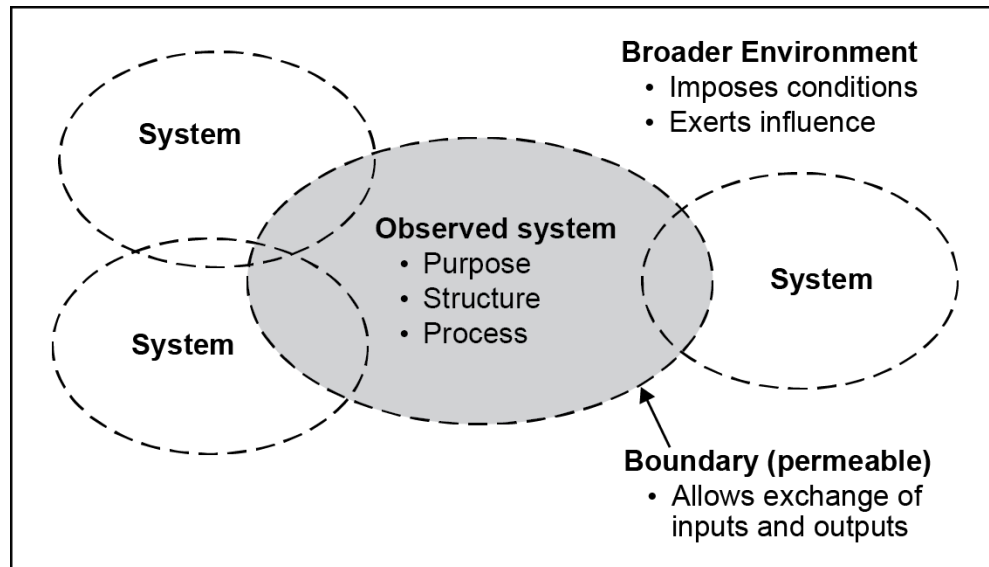 Broader Environment
• Imposes conditions
• Exerts influence
System
Observed system
• Purpose
• Structure
• Process
System
System
Boundary (permeable)
• Allows exchange of
inputs and outputs